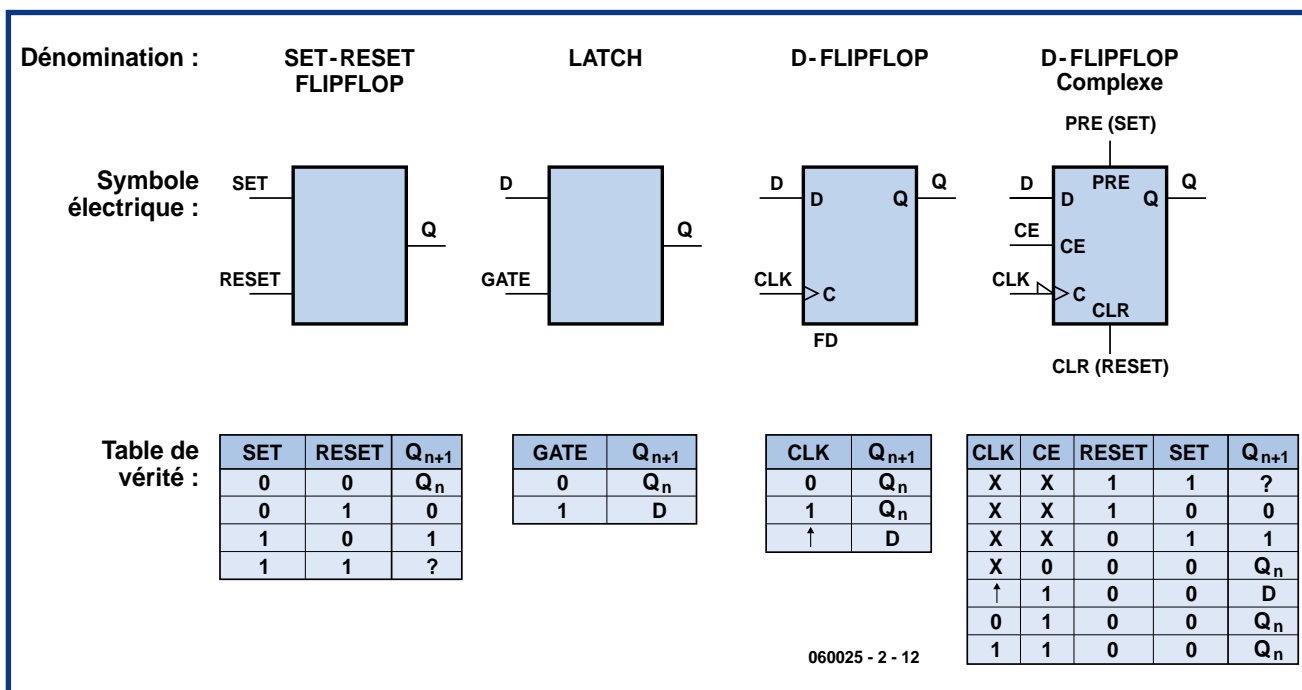 Dénomination :
SET-RESET
FLIPFLOP
LATCH
D-FLIPFLOP
D-FLIPFLOP
Complexe
Symbole
électrique :
SET
RESET
Q
D
GATE
Q
D
CLK
D
C
Q
Q
FD
PRE (SET)
D
CE
CLK
PRE
D
CE
C
CLR
Q
Q
CLR (RESET)
Table de
vérité :
SET RESET Qn+1
0 0 Qn
0 1 0
1 0 1
1 1 ?
GATE Qn+1
0 Qn
1 D
CLK Qn+1
0 Qn
1 Qn
↑ D
CLK CE RESET SET Qn+1
X X 1 1 ?
X X 1 0 0
X X 0 1 1
X 0 0 0 Qn
↑ 1 0 0 D
0 1 0 0 Qn
1 1 0 0 Qn
060025 - 2 - 12